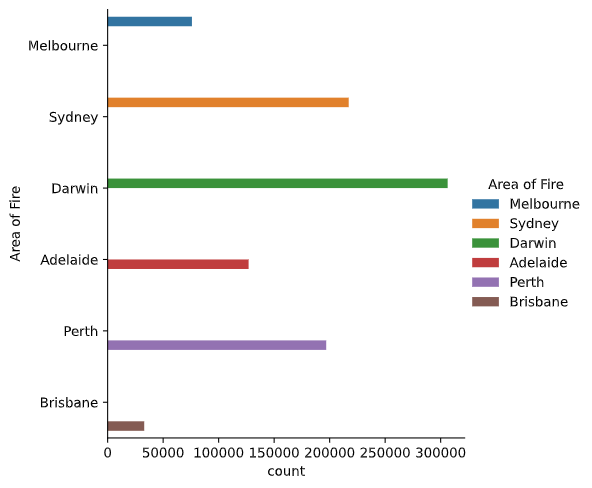 Area of Fire
Melbourne
Sydney
Darwin
Adelaide
Perth
Brisbane
0 50000 100000 150000 200000 250000 300000
count
Area of Fire
Melbourne
Sydney
Darwin
Adelaide
Perth
Brisbane